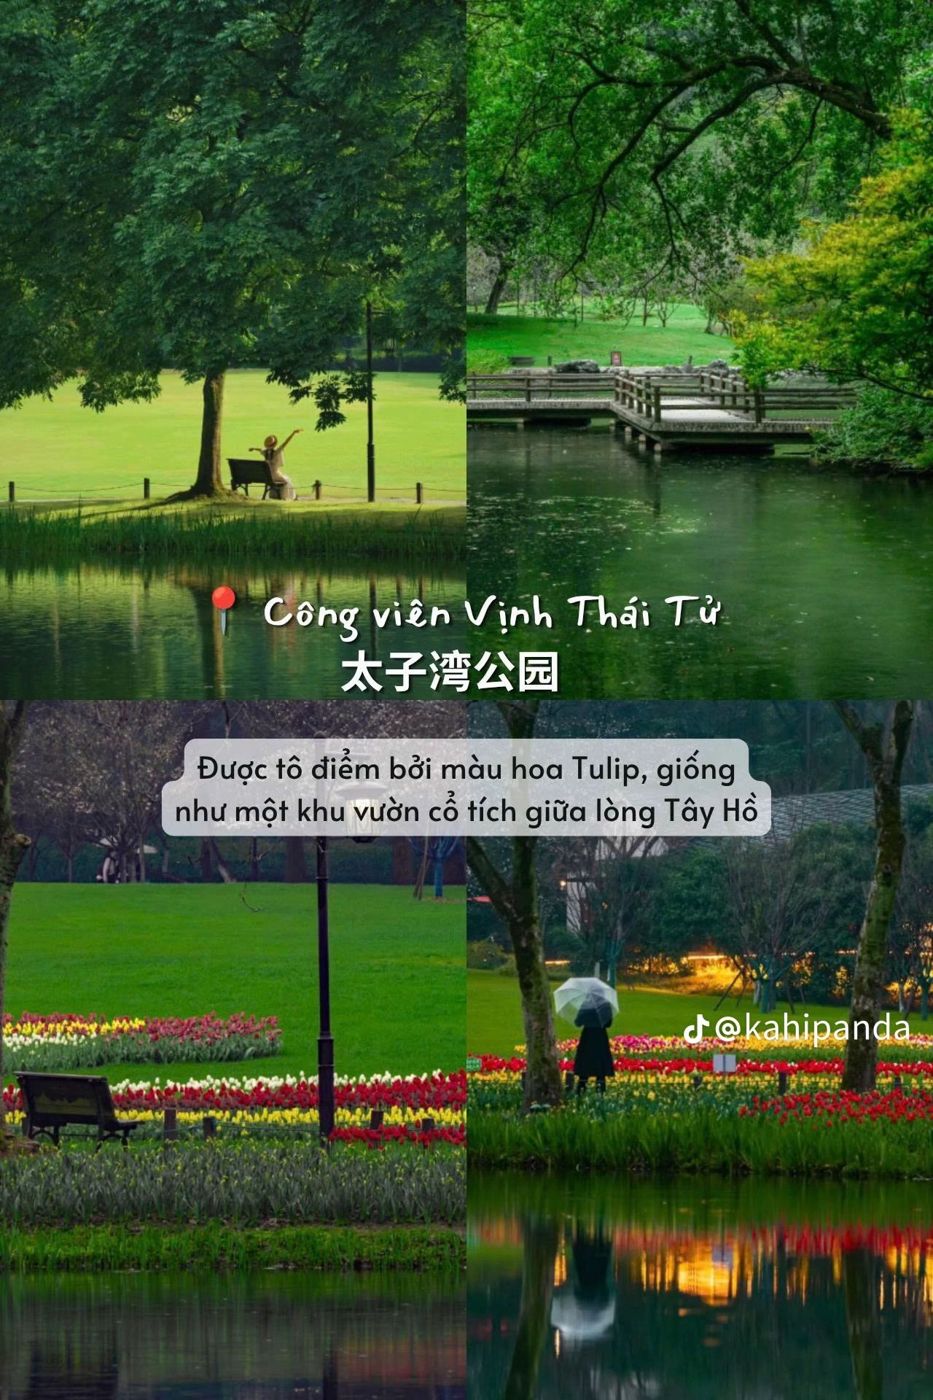 Công viên Vịnh Thái Tử
太子湾公园
Được tô điểm bởi màu hoa Tulip, giống
như một khu vườn cổ tích giữa lòng Tây Hồ
@kahipanda